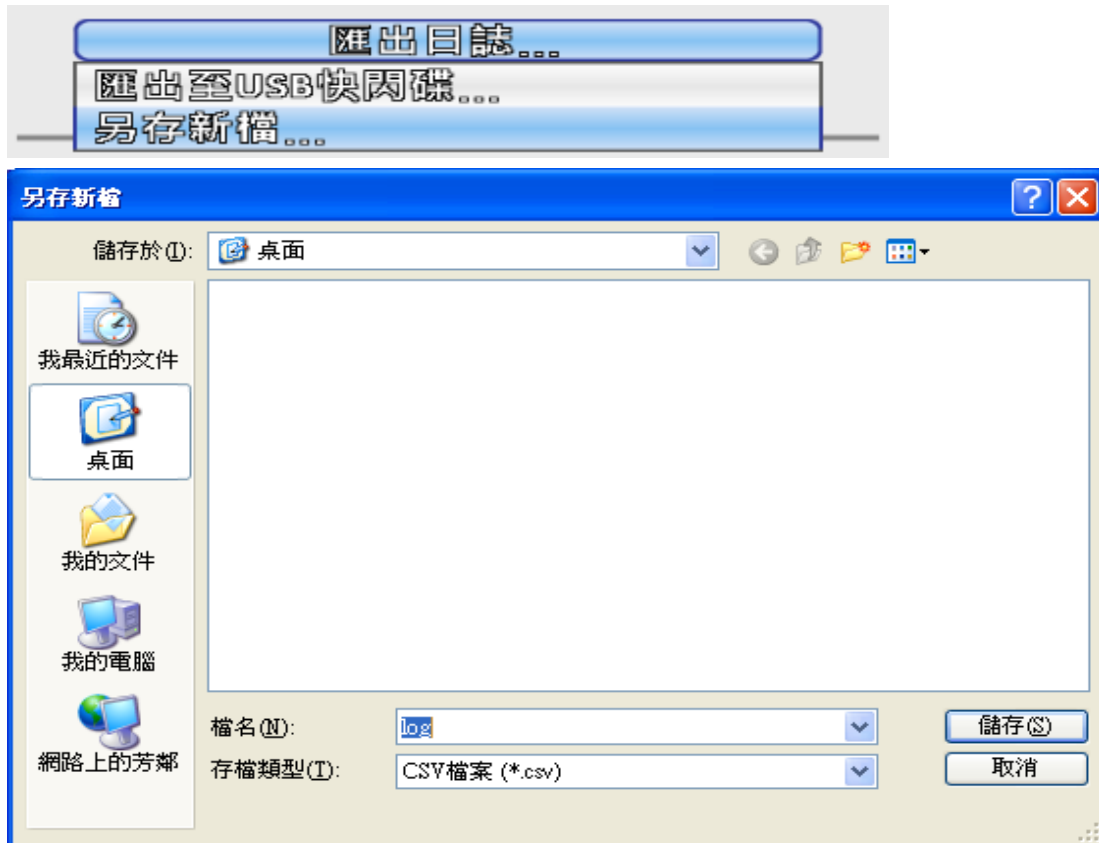 匯出日誌...
匯出至USB快閃碟...
另存新檔...
另存新檔
儲存於(I):
桌面
我最近的文件
桌面
我的文件
我的電腦
網路上的芳鄰
檔名(N):
log
儲存(S)
存檔類型(T):
CSV檔案 (*.csv)
取消